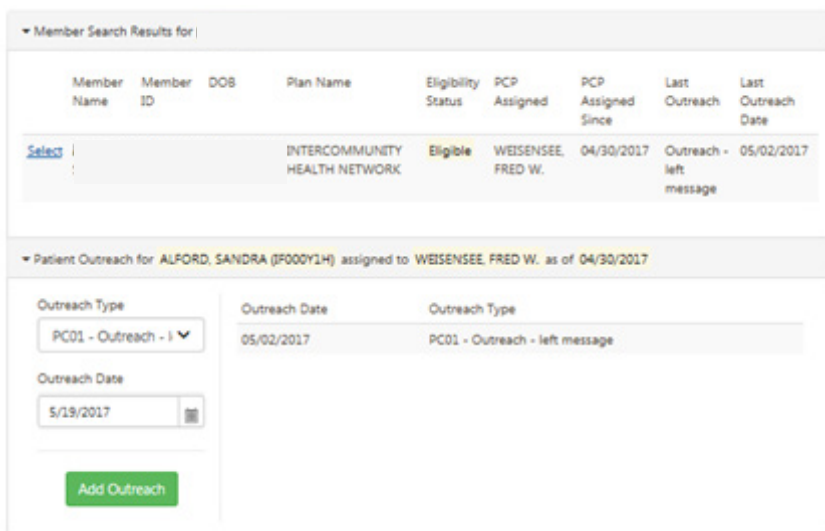 Member Search Results for
Member Name Member ID DOB Plan Name Eligibility Status PCP Assigned PCP Assigned Since Last Outreach Last Outreach Date
Select INTERCOMMUNITY HEALTH NETWORK Eligible WEISENSEE, FRED W. 04/30/2017 Outreach - left message 05/02/2017
Patient Outreach for ALFORD, SANDRA (IF000Y1H) assigned to WEISENSEE, FRED W. as of 04/30/2017
Outreach Type
PC01 - Outreach - l
Outreach Date
5/19/2017
Add Outreach
Outreach Date Outreach Type
05/02/2017 PC01 - Outreach - left message